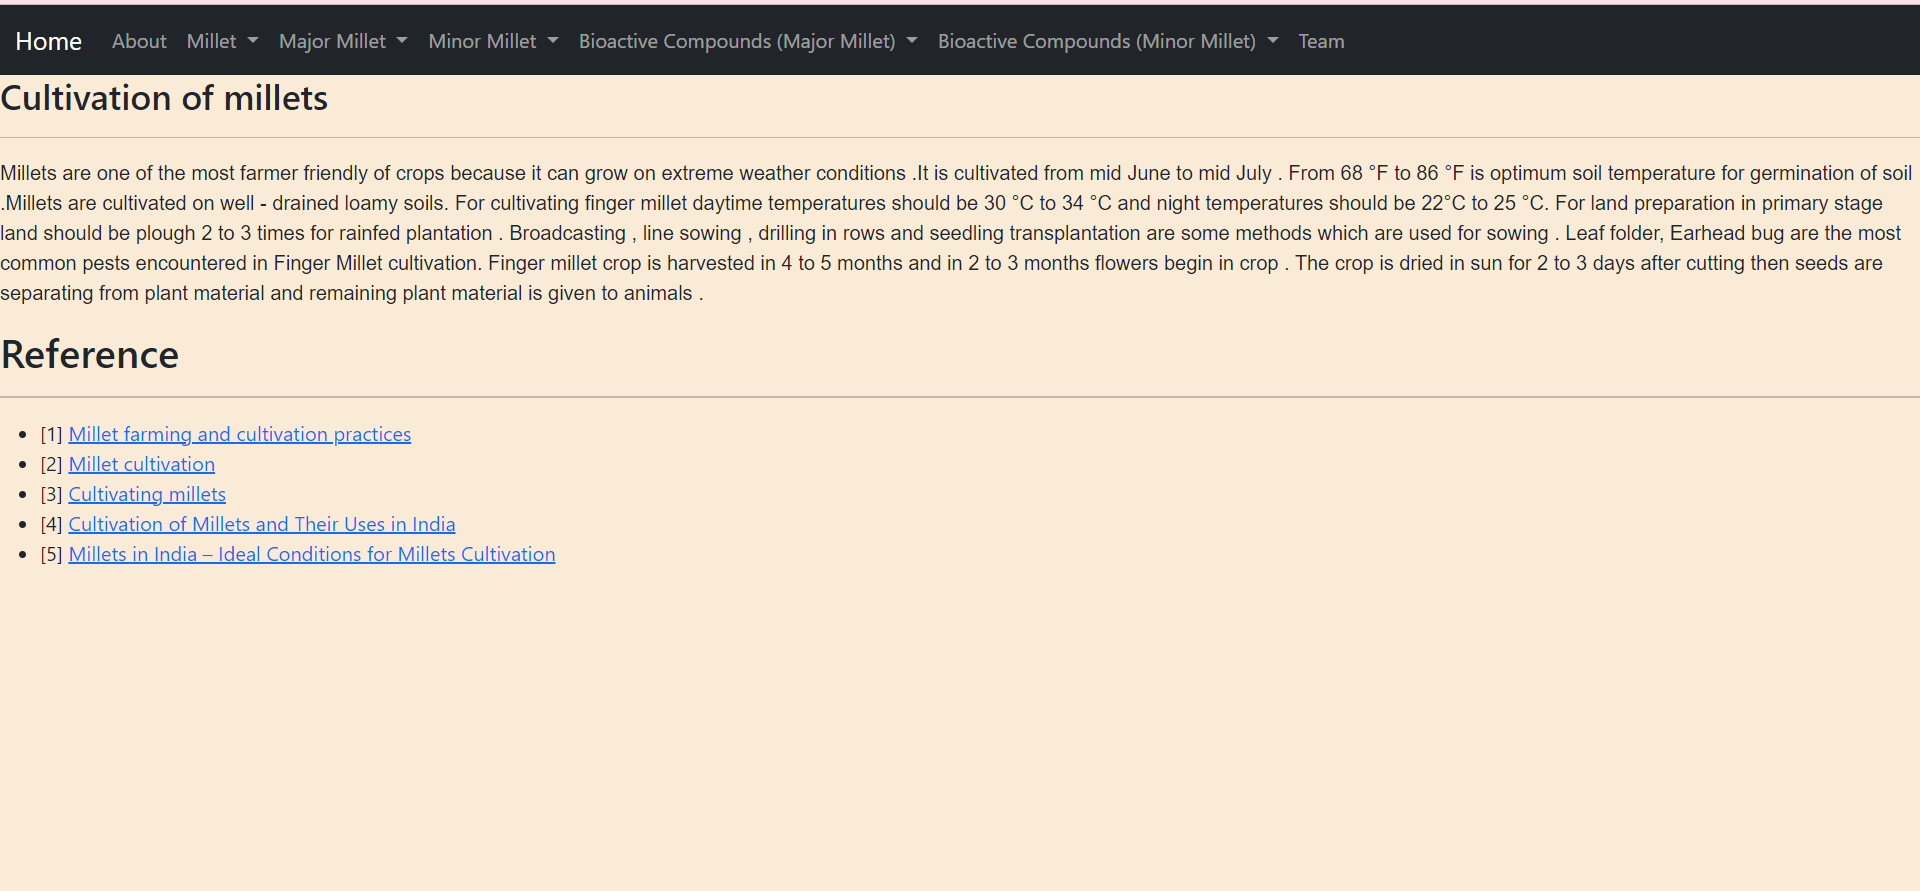 Home About Millet Major Millet Minor Millet Bioactive Compounds (Major Millet) Bioactive Compounds (Minor Millet) Team
Cultivation of millets
Millets are one of the most farmer friendly of crops because it can grow on extreme weather conditions .It is cultivated from mid June to mid July . From 68 °F to 86 °F is optimum soil temperature for germination of soil
.Millets are cultivated on well - drained loamy soils. For cultivating finger millet daytime temperatures should be 30 °C to 34 °C and night temperatures should be 22°C to 25 °C. For land preparation in primary stage
land should be plough 2 to 3 times for rainfed plantation . Broadcasting , line sowing , drilling in rows and seedling transplantation are some methods which are used for sowing . Leaf folder, Earhead bug are the most
common pests encountered in Finger Millet cultivation. Finger millet crop is harvested in 4 to 5 months and in 2 to 3 months flowers begin in crop . The crop is dried in sun for 2 to 3 days after cutting then seeds are
separating from plant material and remaining plant material is given to animals .
Reference
[1] Millet farming and cultivation practices
[2] Millet cultivation
[3] Cultivating millets
[4] Cultivation of Millets and Their Uses in India
[5] Millets in India – Ideal Conditions for Millets Cultivation